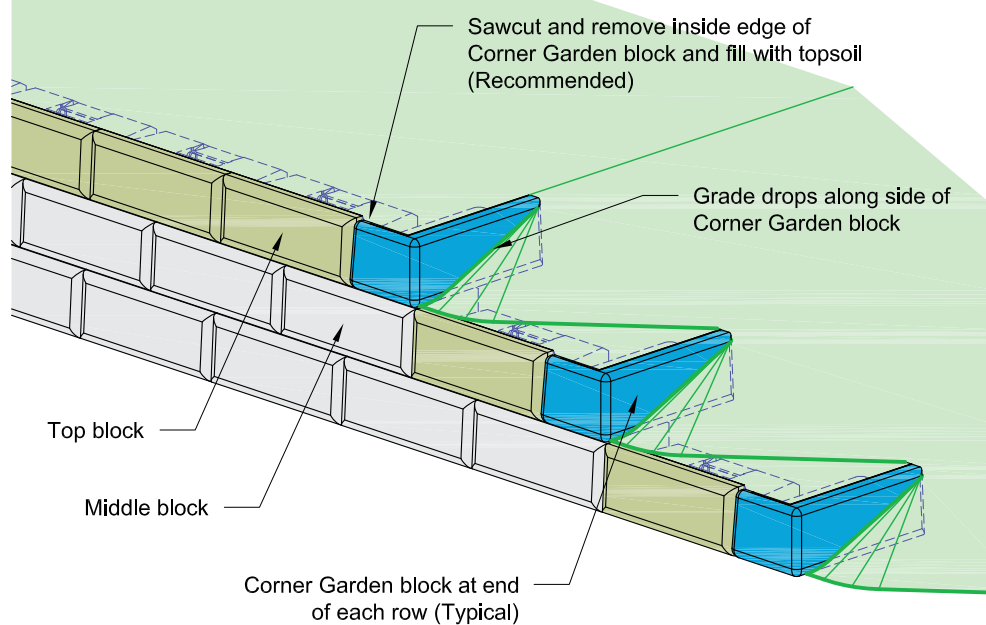 Sawcut and remove inside edge of
Corner Garden block and fill with topsoil
(Recommended)
Grade drops along side of
Corner Garden block
Top block
Middle block
Corner Garden block at end
of each row (Typical)